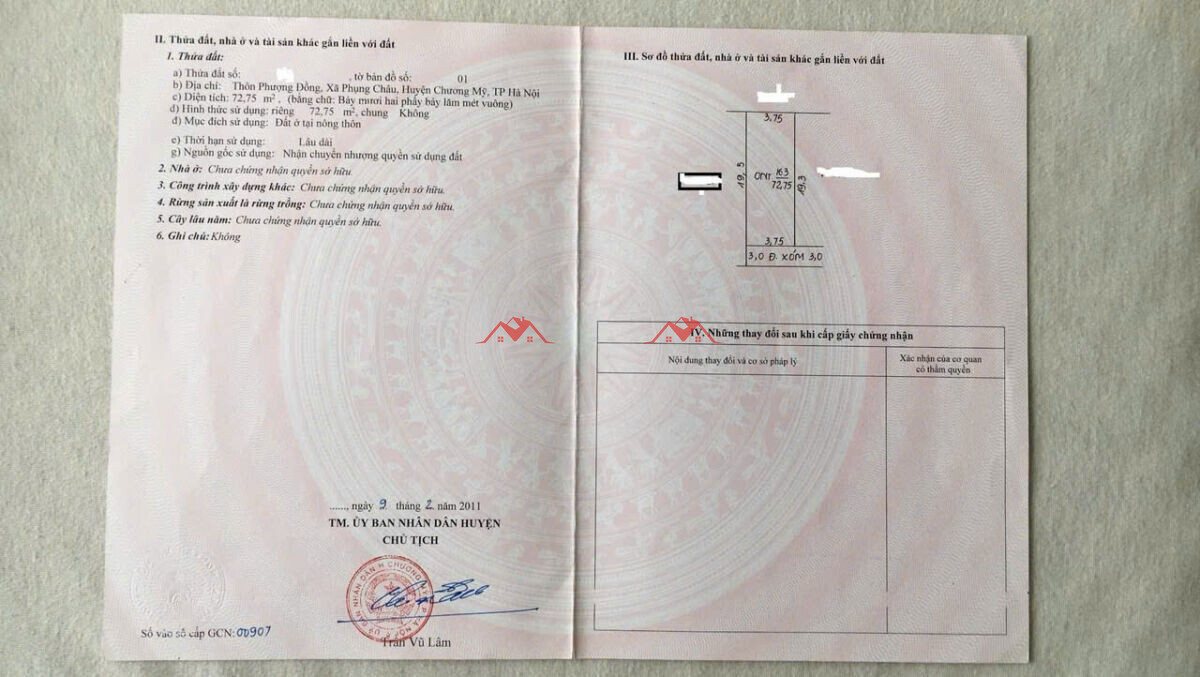 II. Thửa đất, nhà ở và tài sản khác gắn liền với đất
1. Thửa đất:
a) Thửa đất số: , tờ bản đồ số: 01
b) Địa chỉ: Thôn Phượng Đồng, Xã Phụng Châu, Huyện Chương Mỹ, TP Hà Nội
c) Diện tích: 72,75 m², (bằng chữ: Bảy mươi hai phẩy bảy lăm mét vuông)
d) Hình thức sử dụng: riêng 72,75 m², chung Không
đ) Mục đích sử dụng: Đất ở tại nông thôn
e) Thời hạn sử dụng: Lâu dài
g) Nguồn gốc sử dụng: Nhận chuyển nhượng quyền sử dụng đất
2. Nhà ở: Chưa chứng nhận quyền sở hữu.
3. Công trình xây dựng khác: Chưa chứng nhận quyền sở hữu.
4. Rừng sản xuất là rừng trồng: Chưa chứng nhận quyền sở hữu.
5. Cây lâu năm: Chưa chứng nhận quyền sở hữu.
6. Ghi chú: Không
......, ngày 9 tháng 2 năm 2011
TM. ỦY BAN NHÂN DÂN HUYỆN
CHỦ TỊCH
Trần Vũ Lâm
Số vào sổ cấp GCN: 00907
III. Sơ đồ thửa đất, nhà ở và tài sản khác gắn liền với đất
3,75
19,5
ONT 163
72,75
19,3
3,75
3,0 Đ. XÓM 3,0
IV. Những thay đổi sau khi cấp giấy chứng nhận
Nội dung thay đổi và cơ sở pháp lý
Xác nhận của cơ quan
có thẩm quyền